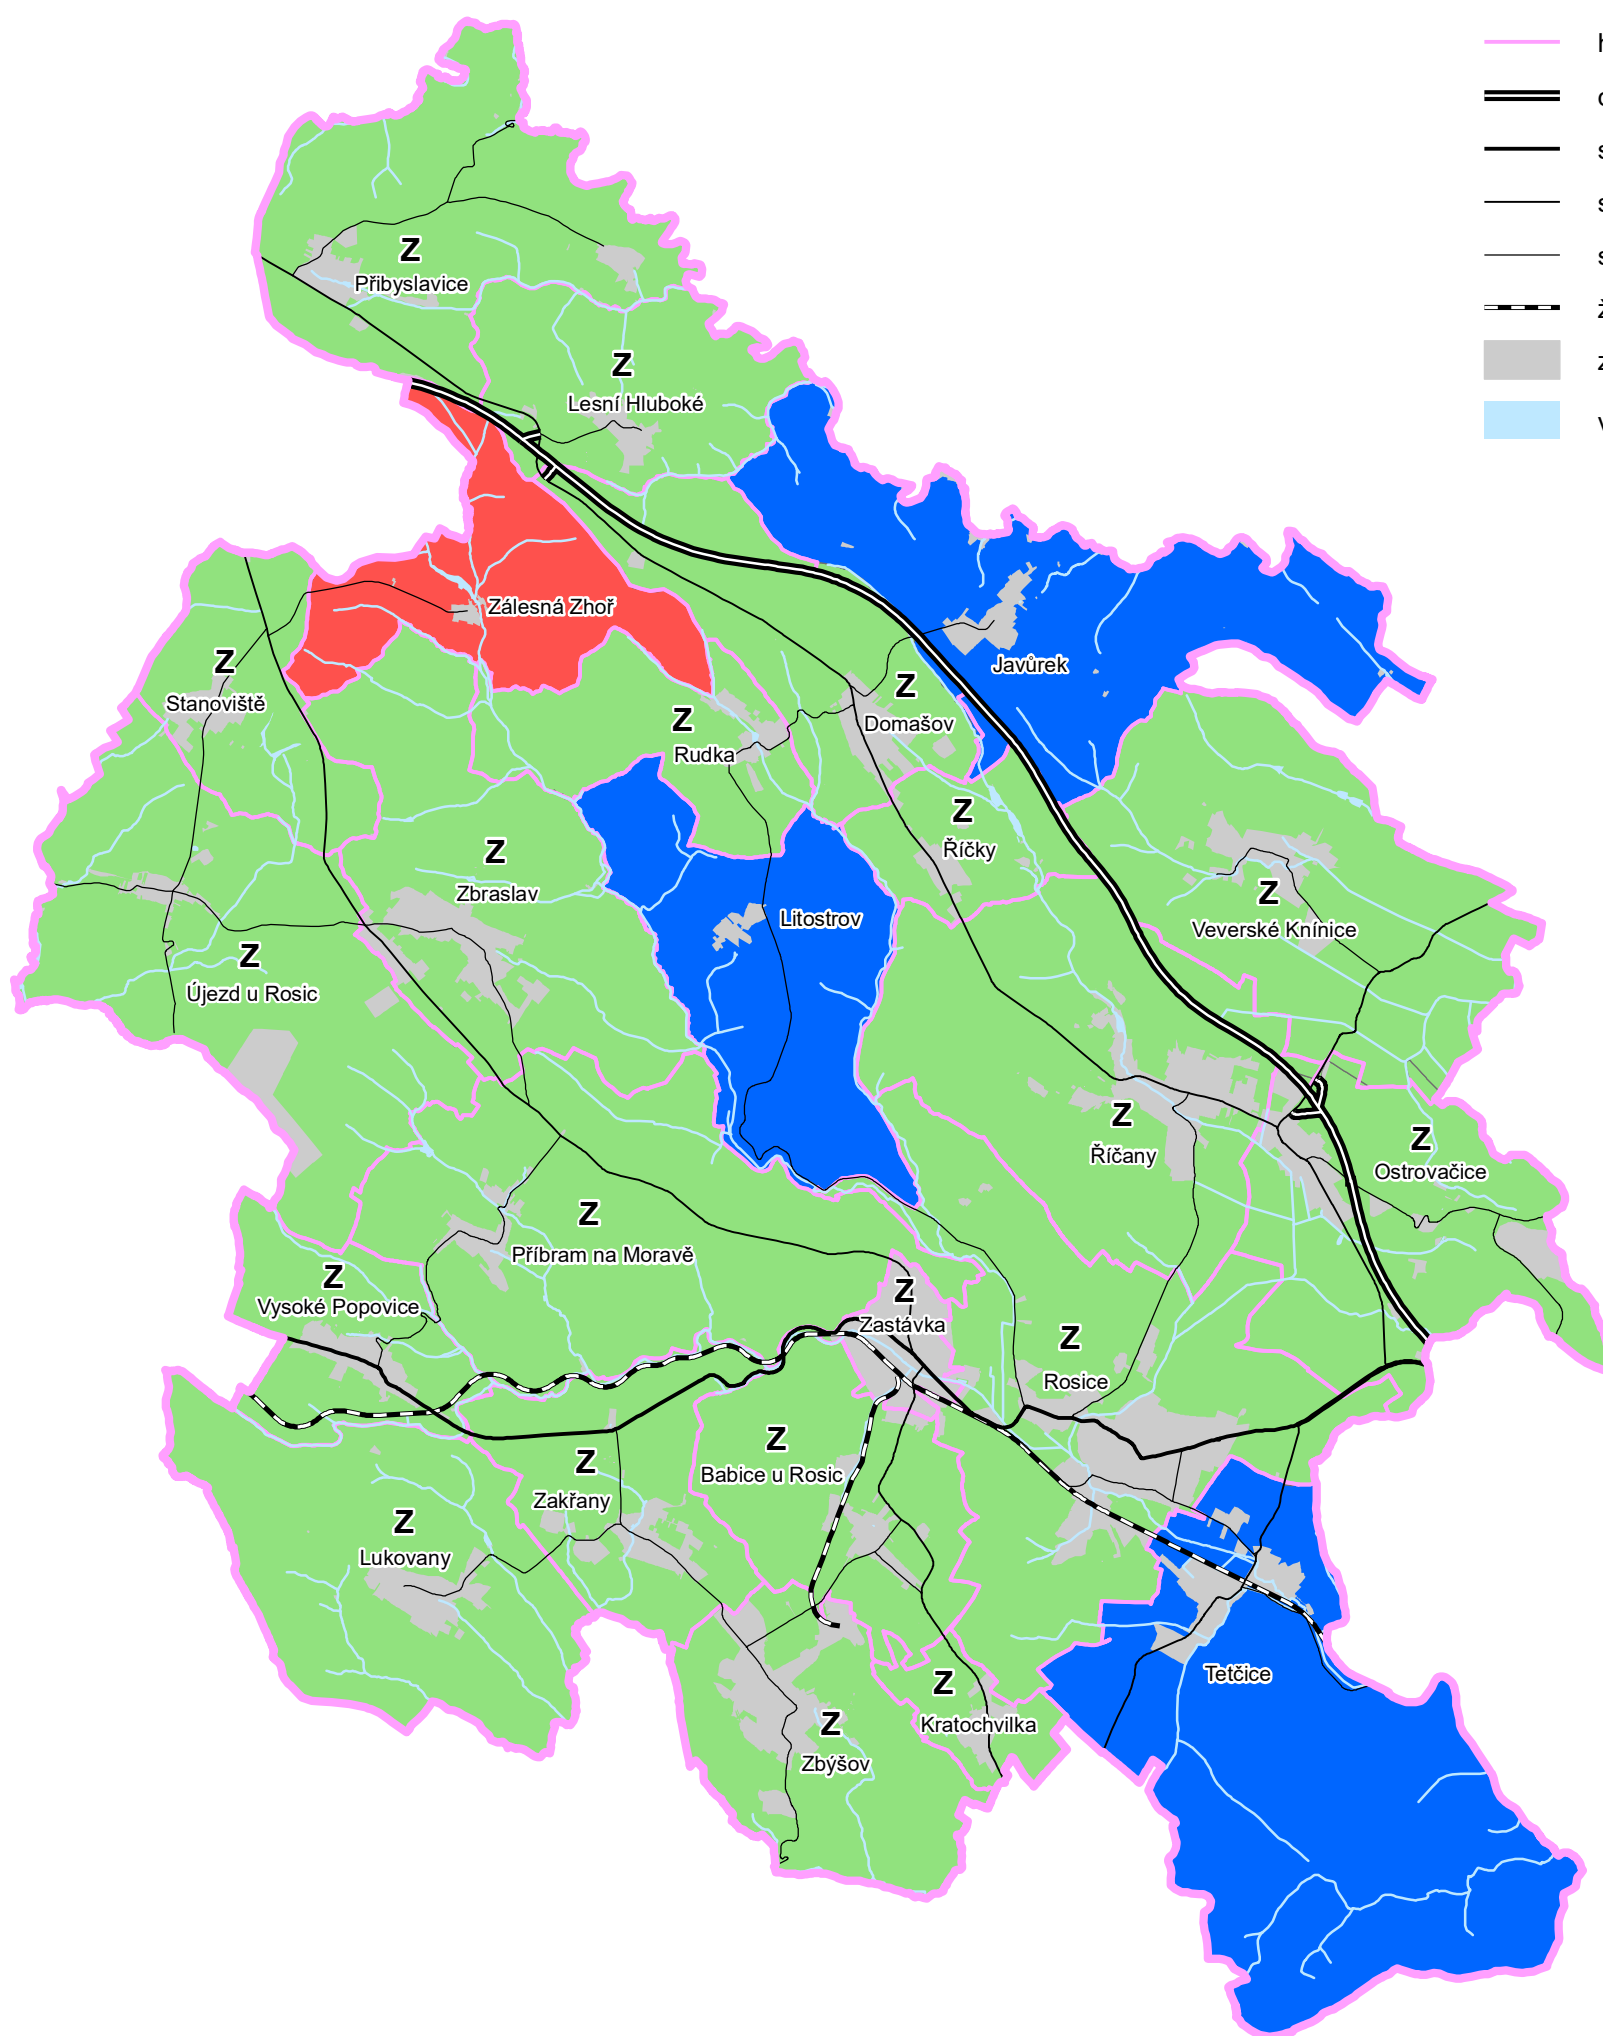 h
s
s
s
ž
z
v
Z
Přibyslavice
Z
Lesní Hluboké
Zálesná Zhoř
Javůrek
Z
Stanoviště
Z
Rudka
Z
Domašov
Z
Říčky
Z
Zbraslav
Z
Veverské Knínice
Litostrov
Z
Újezd u Rosic
Z
Říčany
Z
Ostrovačice
Z
Příbram na Moravě
Z
Vysoké Popovice
Z
Zastávka
Z
Rosice
Z
Babice u Rosic
Z
Zakřany
Z
Lukovany
Tetčice
Z
Kratochvilka
Z
Zbýšov